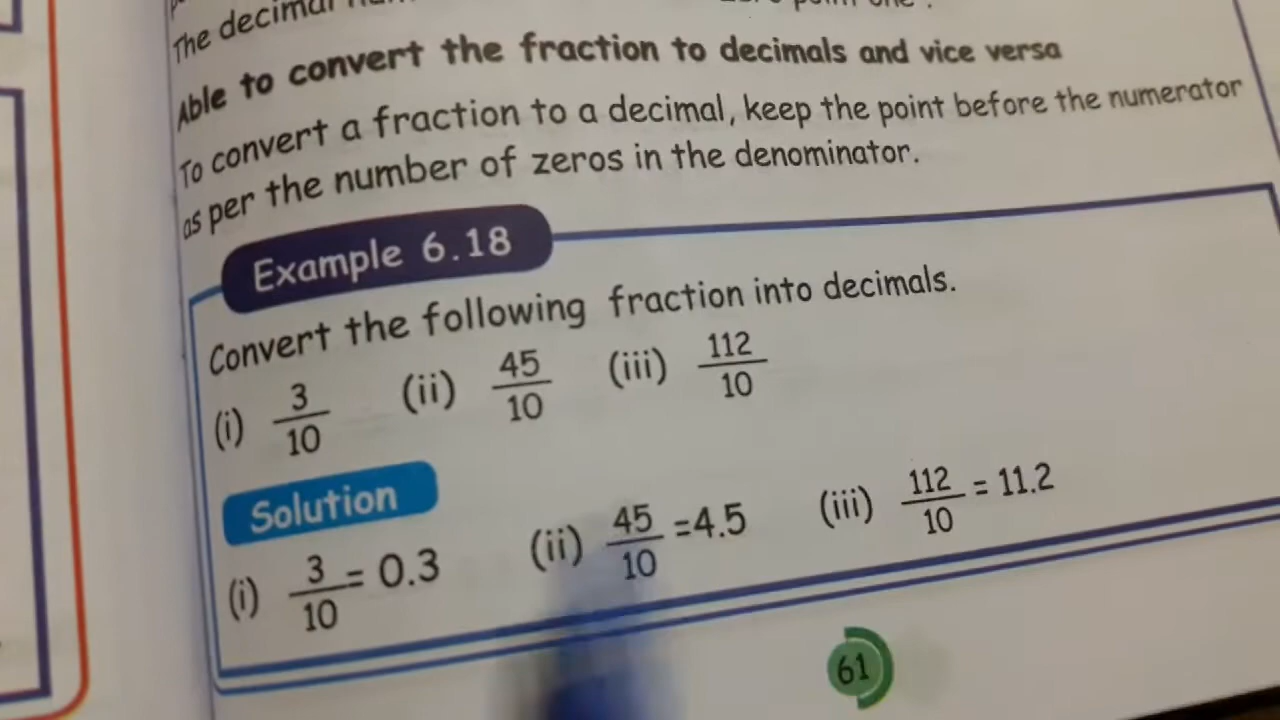 The decimal
Able to convert the fraction to decimals and vice versa
To convert a fraction to a decimal, keep the point before the numerator
as per the number of zeros in the denominator.
Example 6.18
Convert the following fraction into decimals.
(i) 3/10 (ii) 45/10 (iii) 112/10
Solution
(i) 3/10 = 0.3 (ii) 45/10 =4.5 (iii) 112/10 = 11.2
61